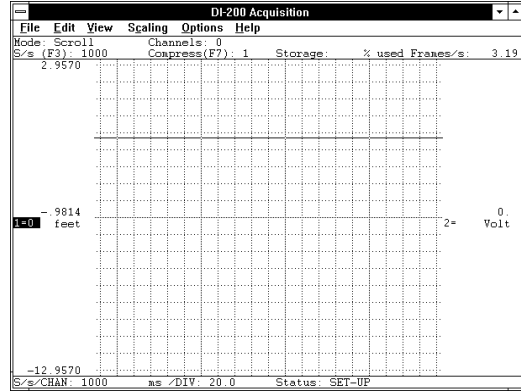 DI-200 Acquisition
File Edit View Scaling Options Help
Mode: Scroll Channels: 0
S/s (F3): 1000 Compress(F7): 1 Storage: % used Frames/s: 3.19
2.9570
-.9814 0.
1=0 feet 2= Volt
-12.9570
S/s/CHAN: 1000 ms /DIV: 20.0 Status: SET-UP